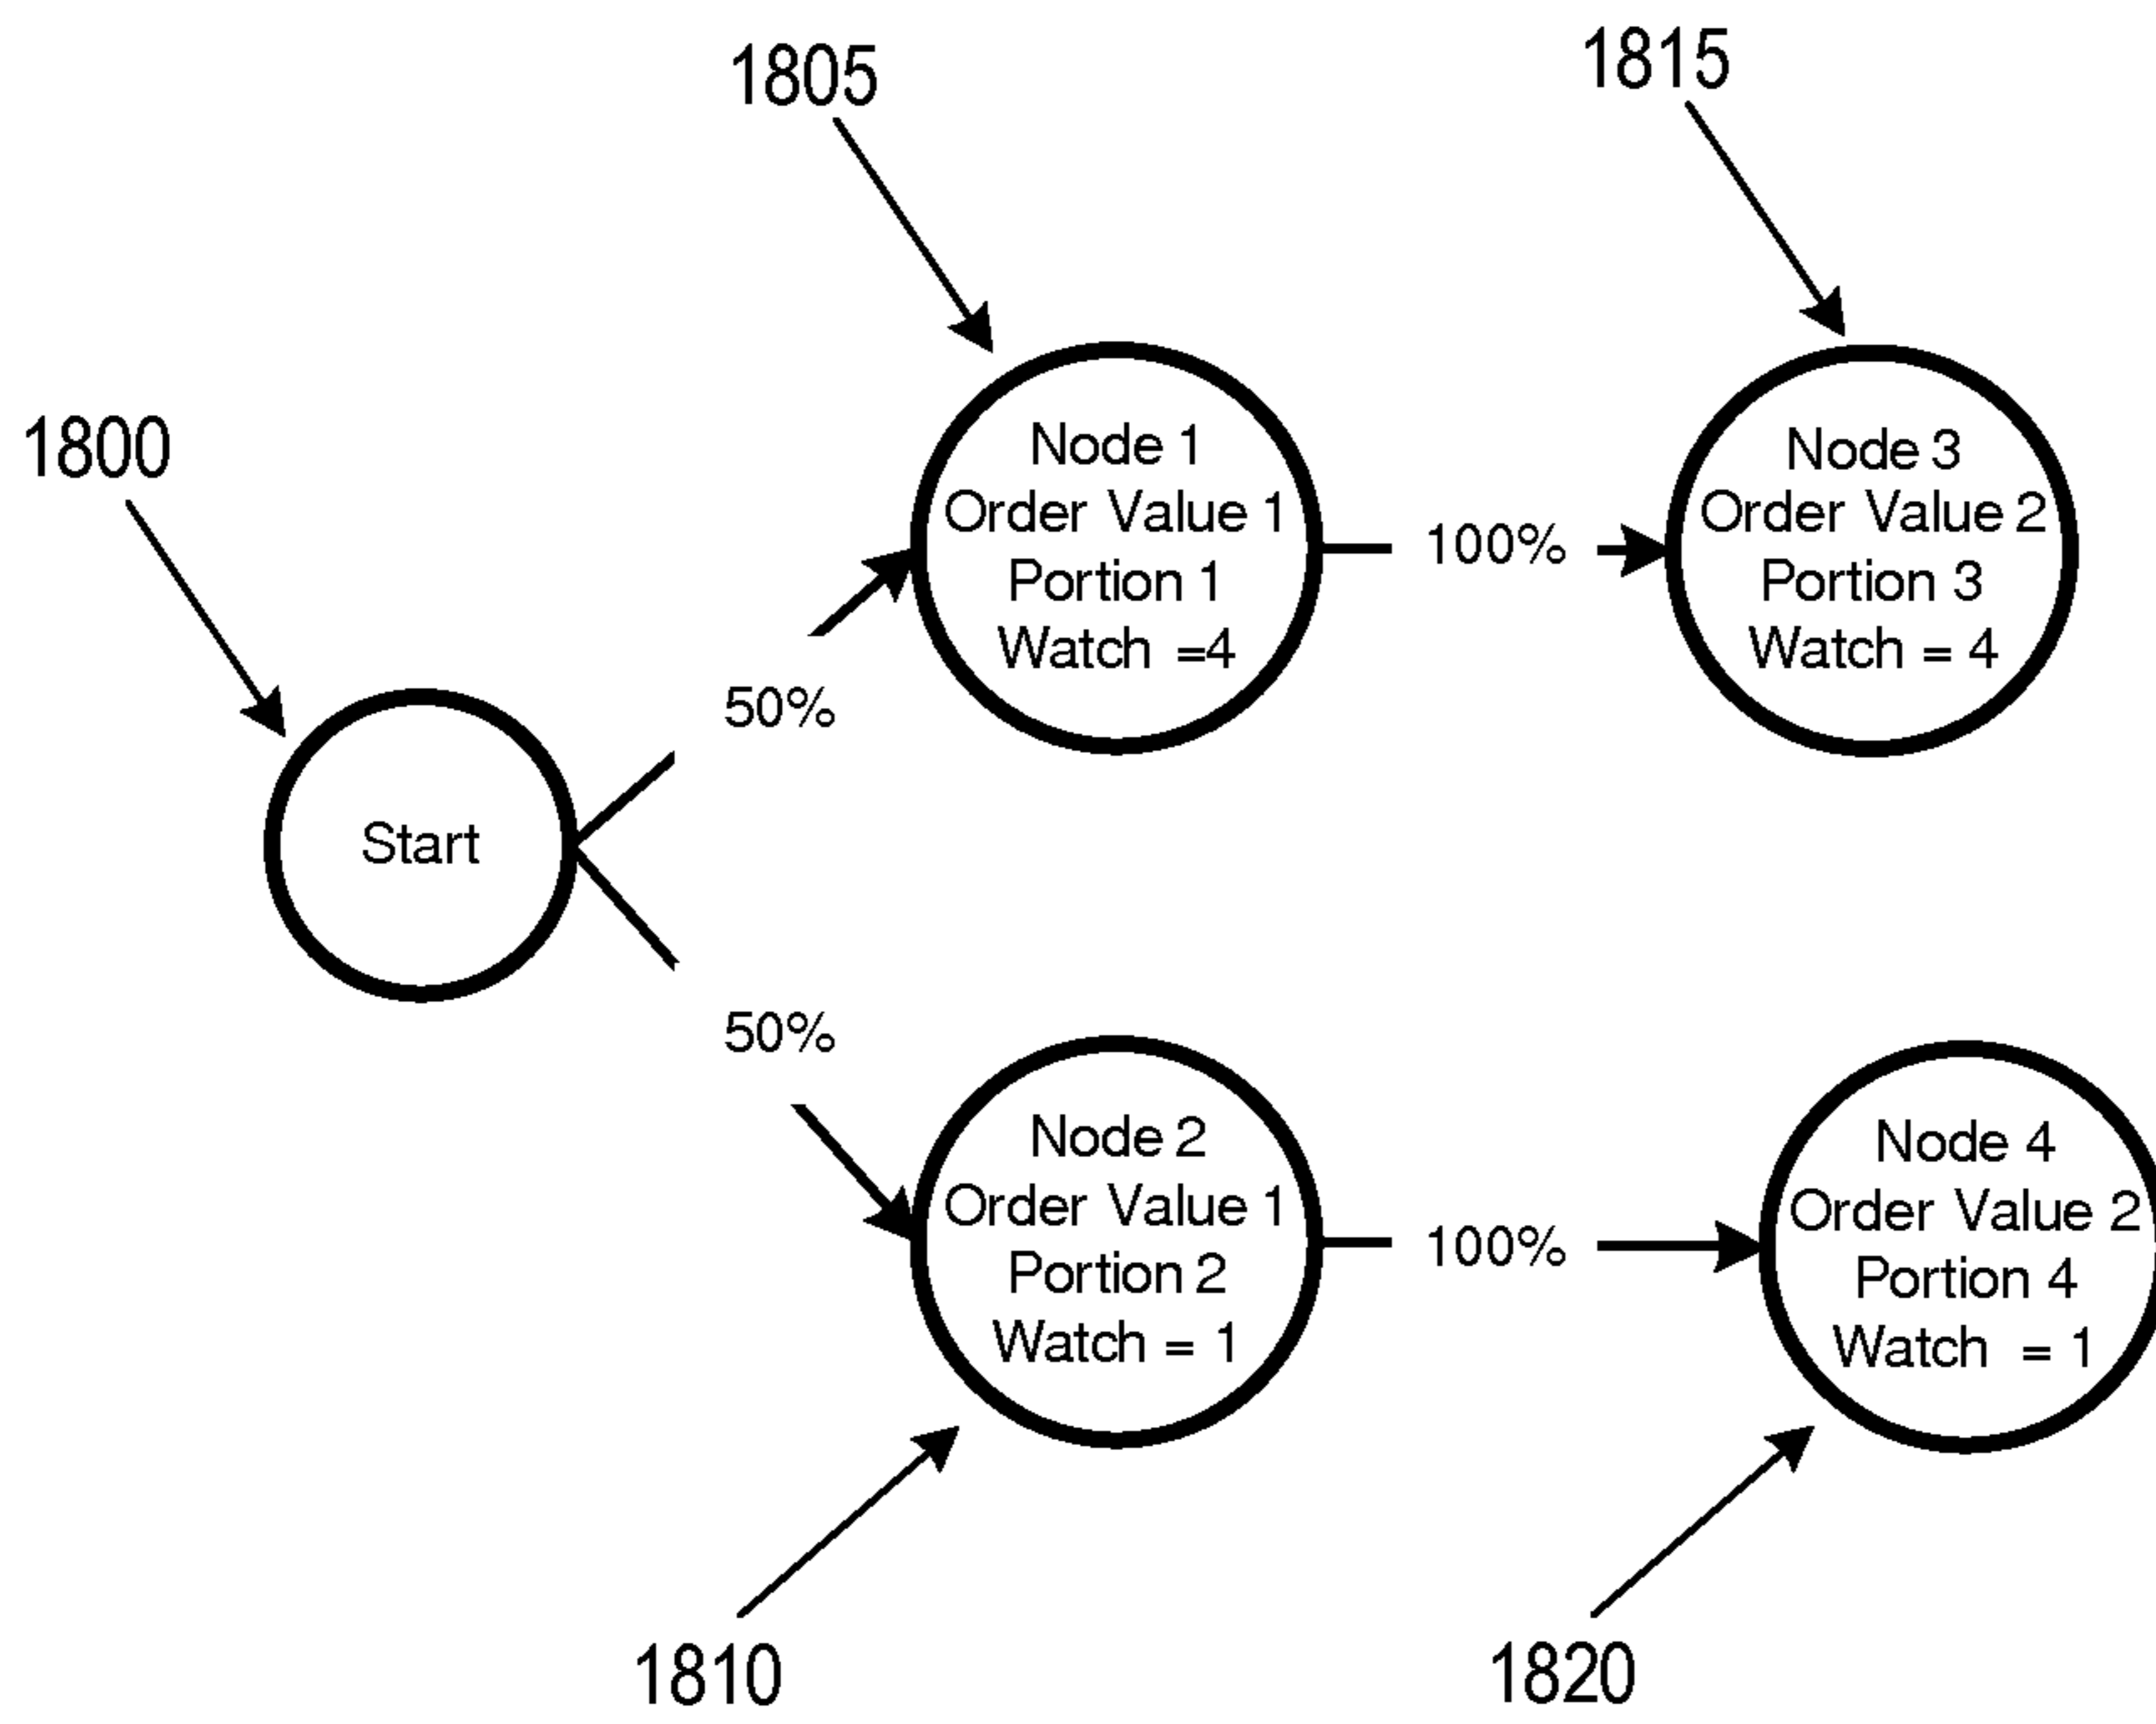 1805
1815
1800
Node 1
Order Value 1
Portion 1
Watch =4
100%
Node 3
Order Value 2
Portion 3
Watch = 4
50%
Start
50%
Node 2
Order Value 1
Portion 2
Watch = 1
100%
Node 4
Order Value 2
Portion 4
Watch = 1
1810
1820